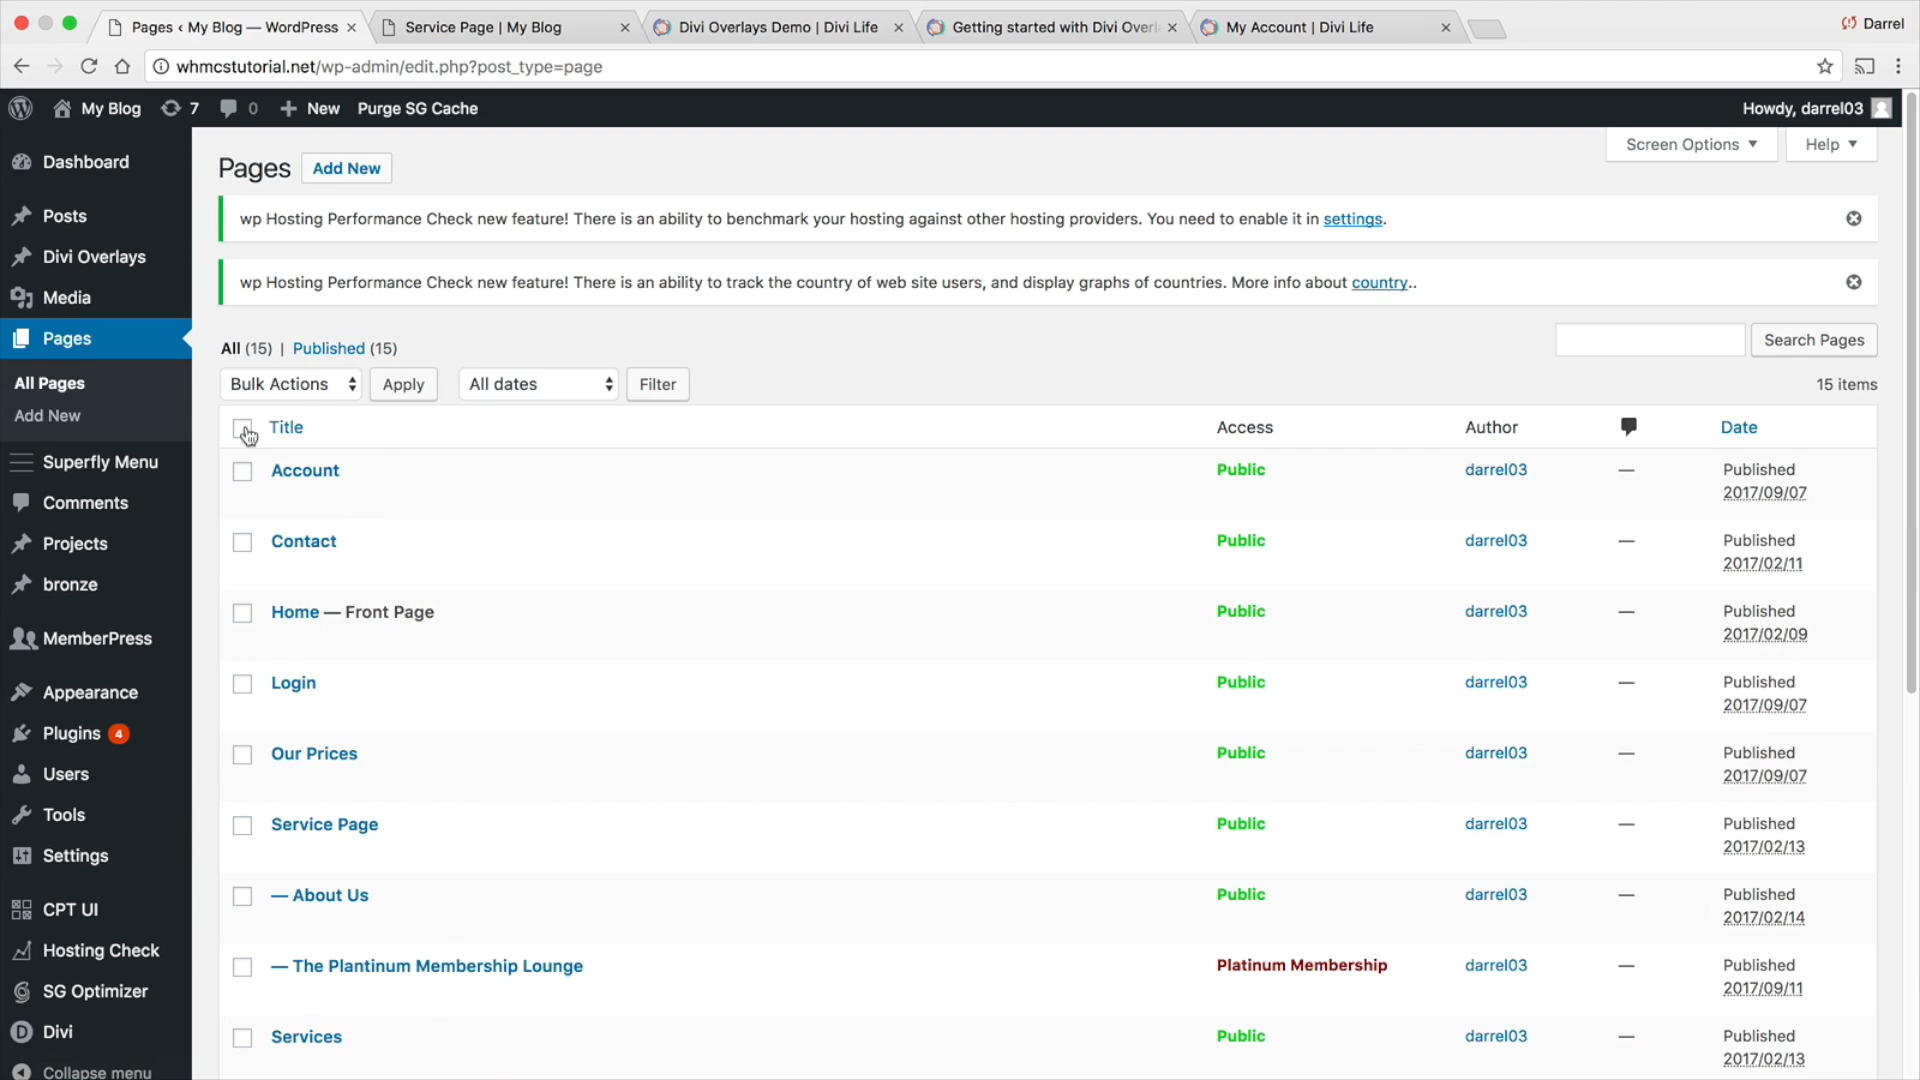 Pages ‹ My Blog — WordPress
Service Page | My Blog
Divi Overlays Demo | Divi Life
Getting started with Divi Overl
My Account | Divi Life
Darrel
whmcstutorial.net/wp-admin/edit.php?post_type=page
My Blog
7
0
New
Purge SG Cache
Howdy, darrel03
Dashboard
Posts
Divi Overlays
Media
Pages
All Pages
Add New
Superfly Menu
Comments
Projects
bronze
MemberPress
Appearance
Plugins 4
Users
Tools
Settings
CPT UI
Hosting Check
SG Optimizer
Divi
Collapse menu
Screen Options
Help
Pages
Add New
wp Hosting Performance Check new feature! There is an ability to benchmark your hosting against other hosting providers. You need to enable it in settings.
wp Hosting Performance Check new feature! There is an ability to track the country of web site users, and display graphs of countries. More info about country..
All (15) | Published (15)
Search Pages
Bulk Actions
Apply
All dates
Filter
15 items
Title Access Author Date
Account Public darrel03 — Published
2017/09/07
Contact Public darrel03 — Published
2017/02/11
Home — Front Page Public darrel03 — Published
2017/02/09
Login Public darrel03 — Published
2017/09/07
Our Prices Public darrel03 — Published
2017/09/07
Service Page Public darrel03 — Published
2017/02/13
— About Us Public darrel03 — Published
2017/02/14
— The Plantinum Membership Lounge Platinum Membership darrel03 — Published
2017/09/11
Services Public darrel03 — Published
2017/02/13